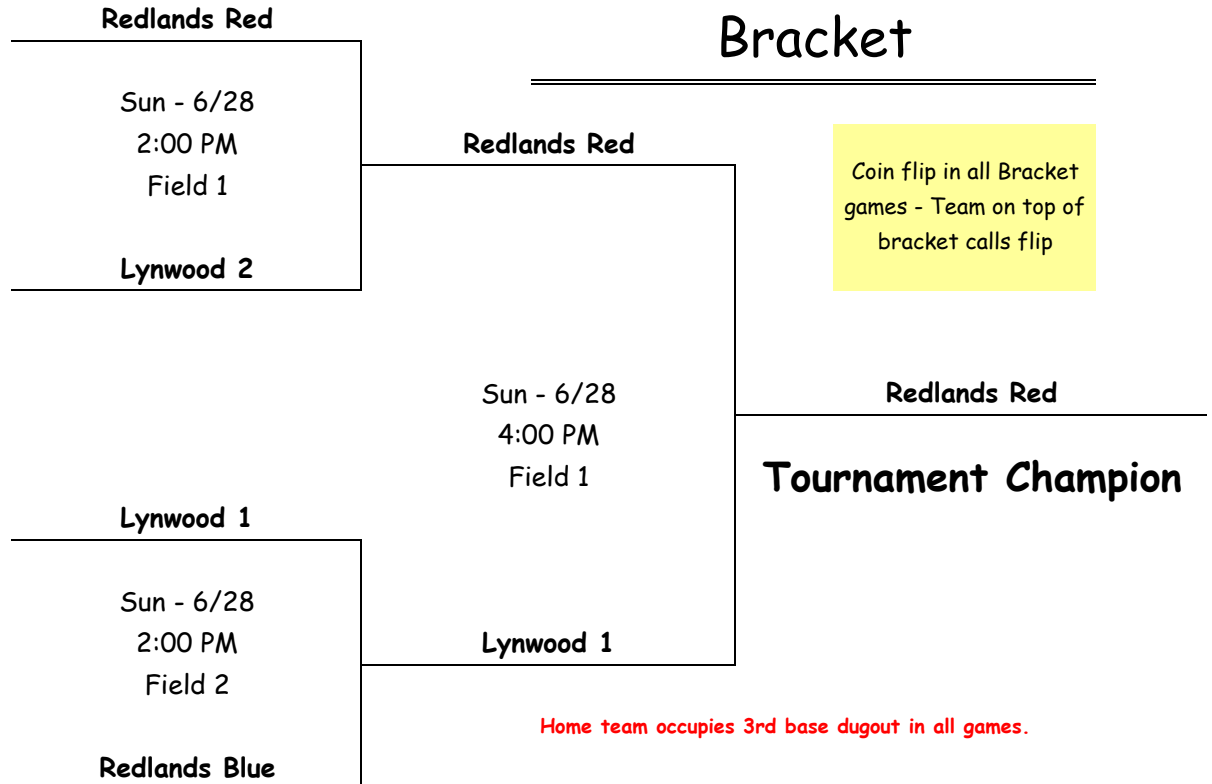 Redlands Red
Bracket
Sun - 6/28
2:00 PM
Field 1
Redlands Red
Coin flip in all Bracket
games - Team on top of
bracket calls flip
Lynwood 2
Sun - 6/28
4:00 PM
Field 1
Redlands Red
Tournament Champion
Lynwood 1
Sun - 6/28
2:00 PM
Field 2
Lynwood 1
Home team occupies 3rd base dugout in all games.
Redlands Blue